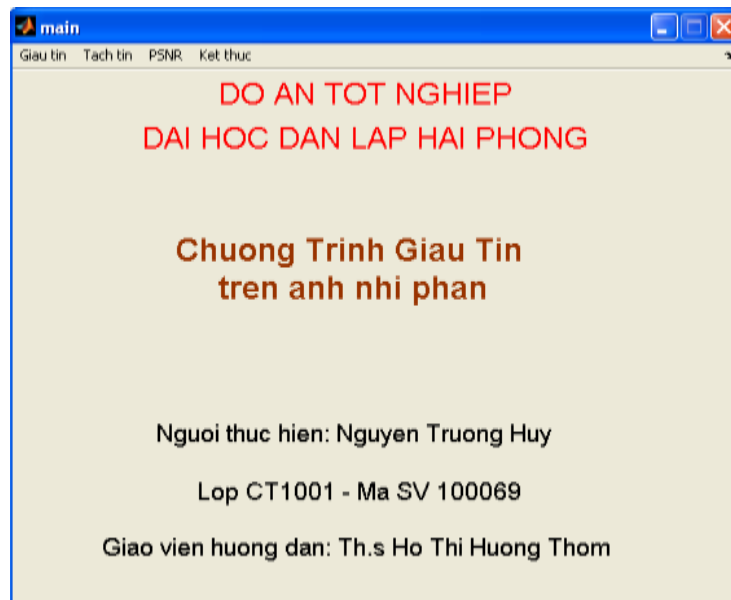 main
Giau tin Tach tin PSNR Ket thuc
DO AN TOT NGHIEP
DAI HOC DAN LAP HAI PHONG
Chuong Trinh Giau Tin
tren anh nhi phan
Nguoi thuc hien: Nguyen Truong Huy
Lop CT1001 - Ma SV 100069
Giao vien huong dan: Th.s Ho Thi Huong Thom